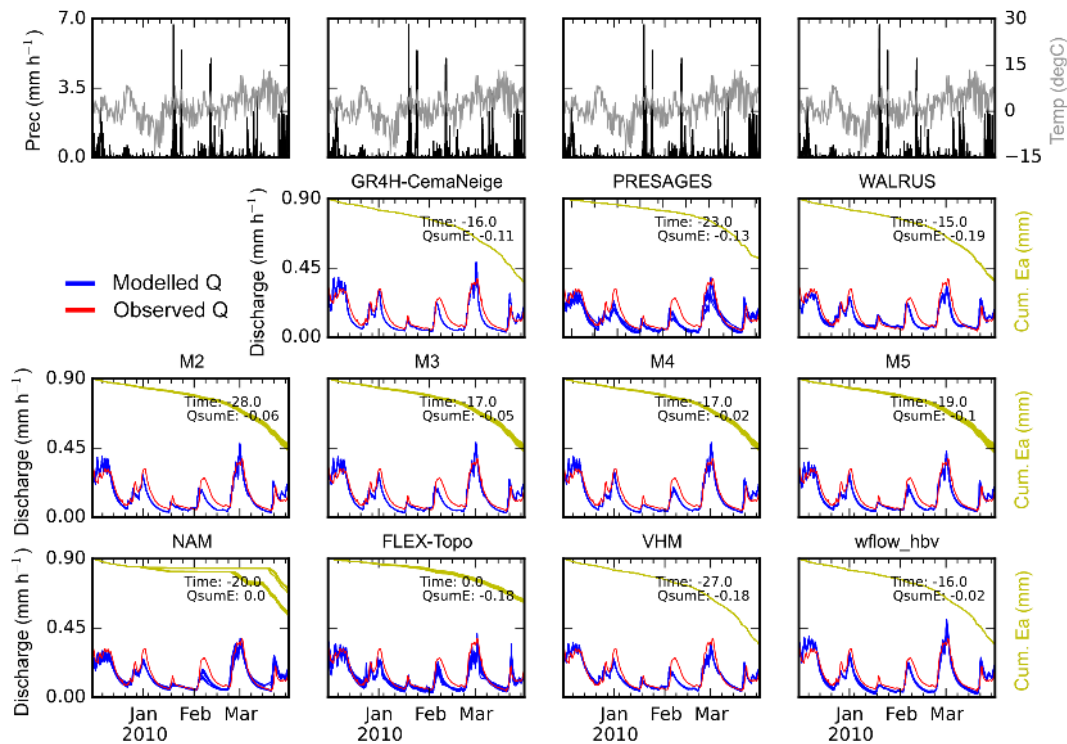 7.0
3.5
0.0
Prec (mm h⁻¹)
30
15
0
−15
Temp (degC)
GR4H-CemaNeige
PRESAGES
WALRUS
0.90
0.45
0.00
Discharge (mm h⁻¹)
Time: -16.0
QsumE: -0.11
Time: -23.0
QsumE: -0.13
Time: -15.0
QsumE: -0.19
Cum. Ea (mm)
Modelled Q
Observed Q
M2
M3
M4
M5
0.90
0.45
0.00
Discharge (mm h⁻¹)
Time: -28.0
QsumE: -0.06
Time: -17.0
QsumE: -0.05
Time: -17.0
QsumE: -0.02
Time: -19.0
QsumE: -0.1
Cum. Ea (mm)
NAM
FLEX-Topo
VHM
wflow_hbv
0.90
0.45
0.00
Discharge (mm h⁻¹)
Time: -20.0
QsumE: 0.0
Time: 0.0
QsumE: -0.18
Time: -27.0
QsumE: -0.18
Time: -16.0
QsumE: -0.02
Cum. Ea (mm)
Jan Feb Mar
2010
Jan Feb Mar
2010
Jan Feb Mar
2010
Jan Feb Mar
2010